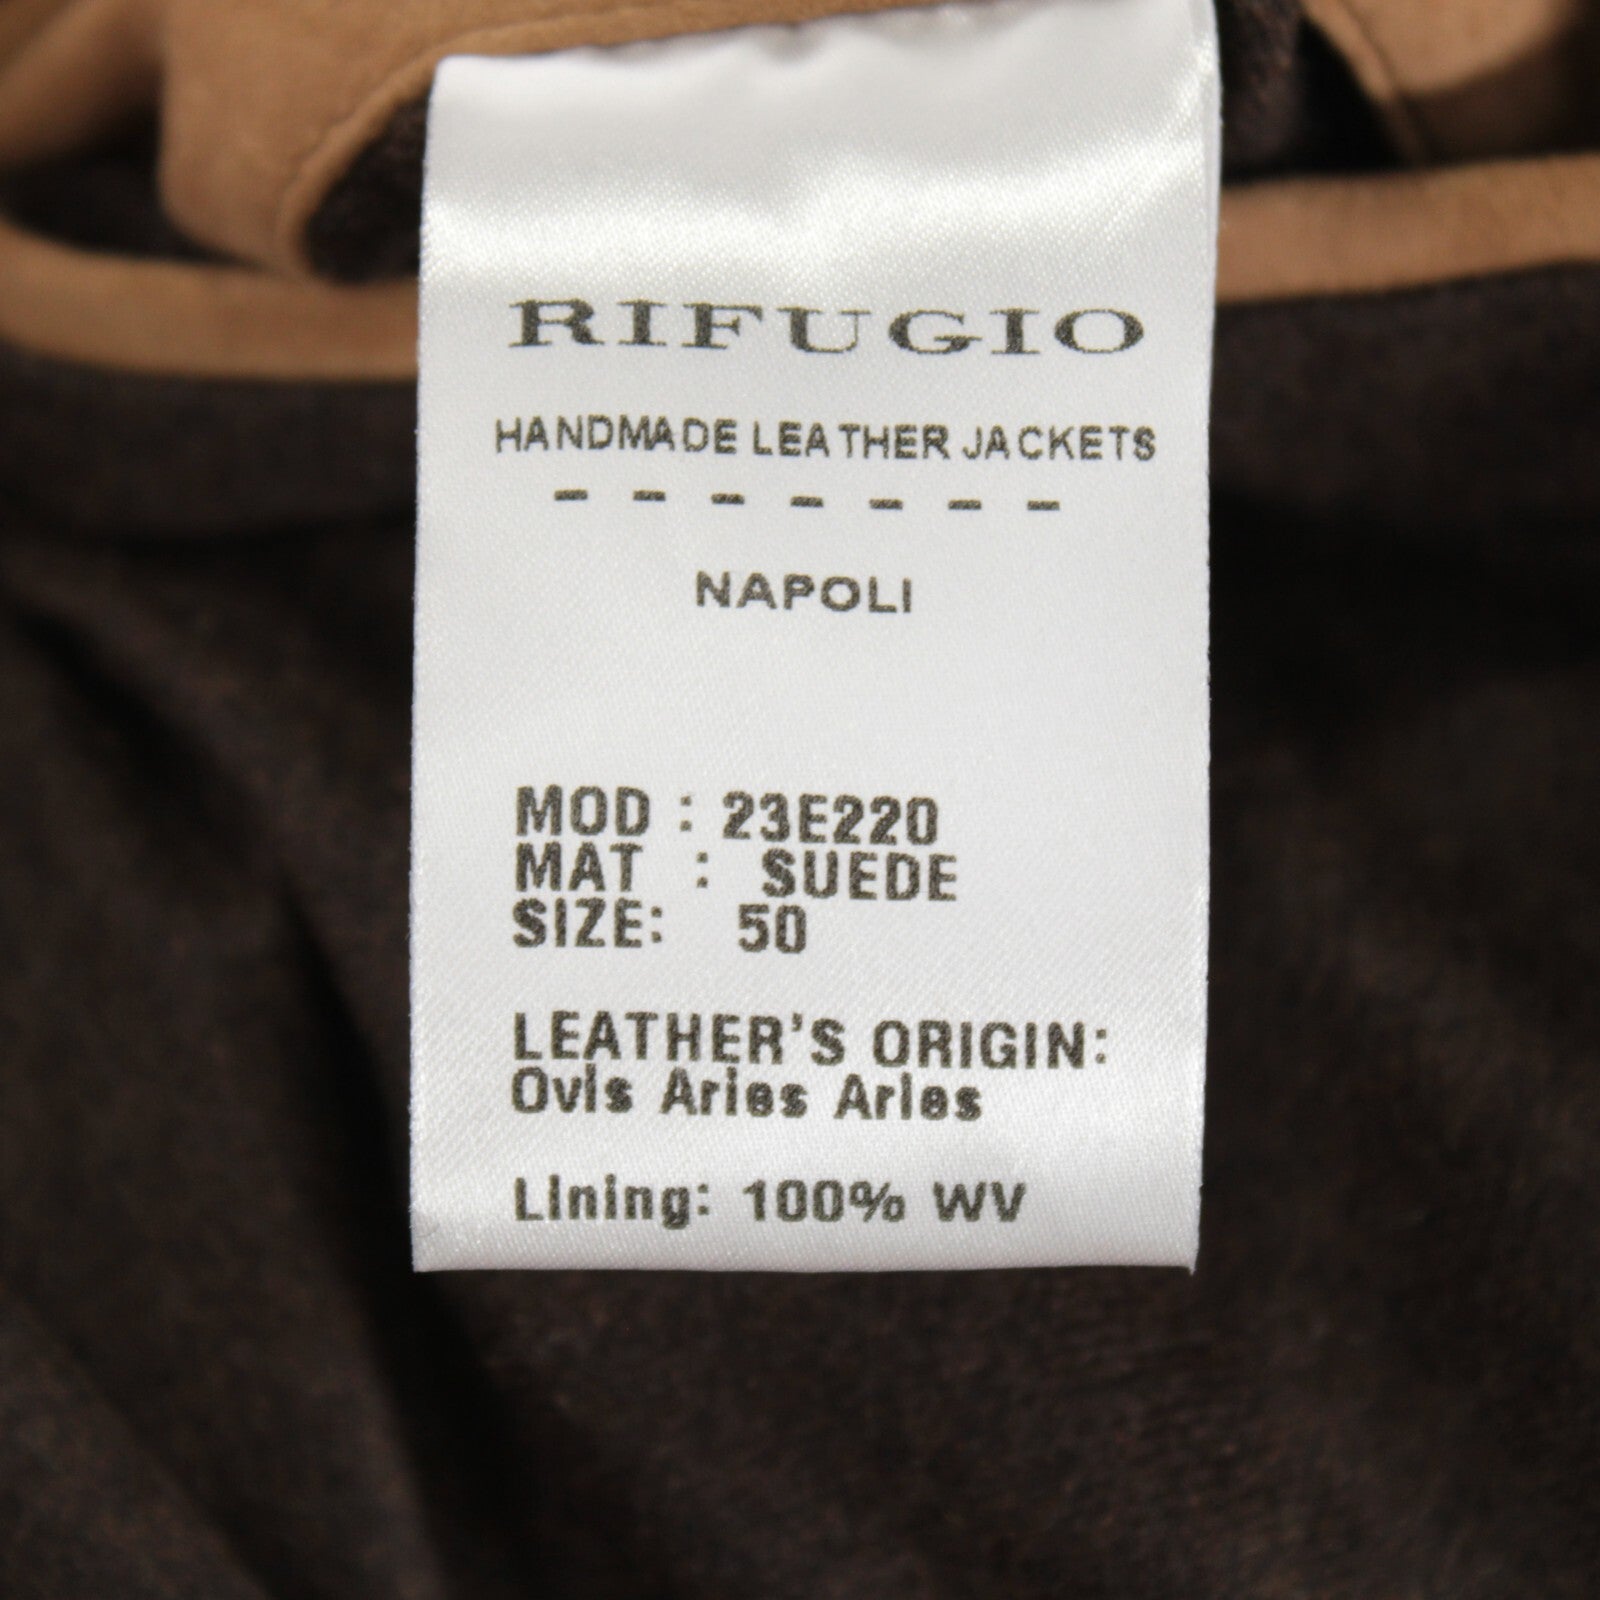 RIFUGIO
HANDMADE LEATHER JACKETS
- - - - - - -
NAPOLI
MOD : 23E220
MAT : SUEDE
SIZE: 50
LEATHER'S ORIGIN:
Ovis Aries Aries
Lining: 100% WV